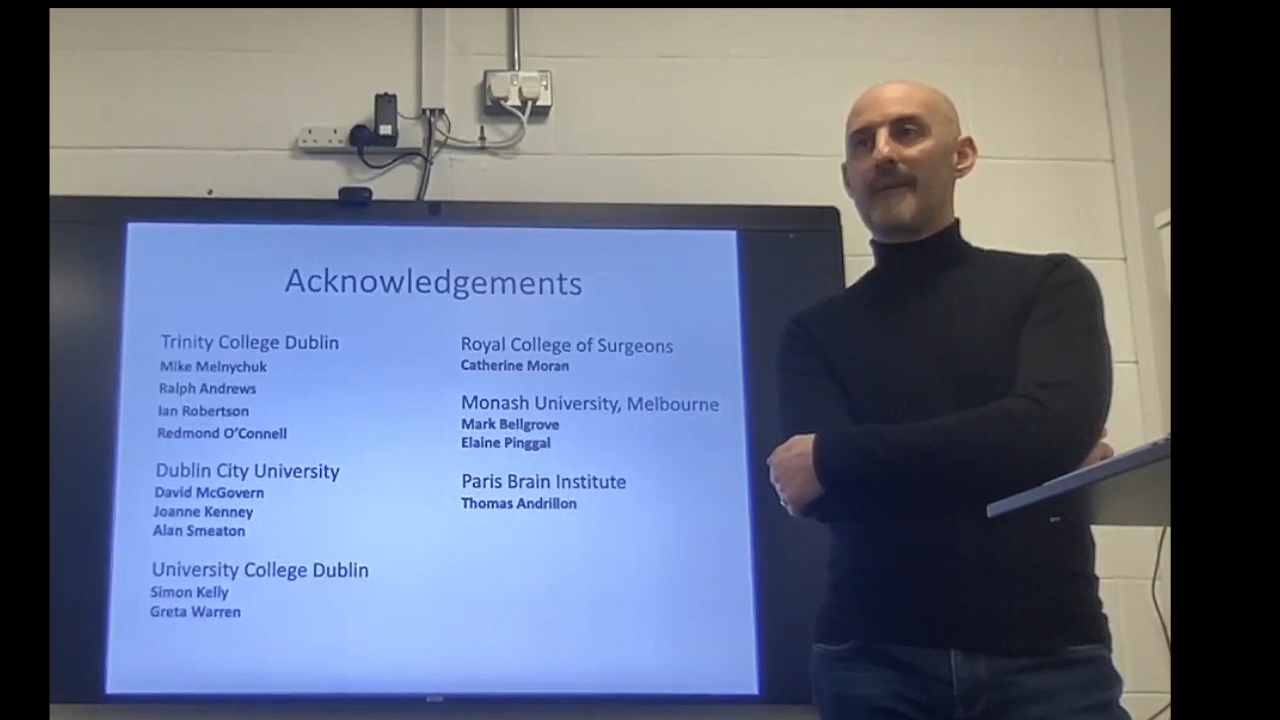 Acknowledgements
Trinity College Dublin
Mike Melnychuk
Ralph Andrews
Ian Robertson
Redmond O'Connell
Dublin City University
David McGovern
Joanne Kenney
Alan Smeaton
University College Dublin
Simon Kelly
Greta Warren
Royal College of Surgeons
Catherine Moran
Monash University, Melbourne
Mark Bellgrove
Elaine Pinggal
Paris Brain Institute
Thomas Andrillon